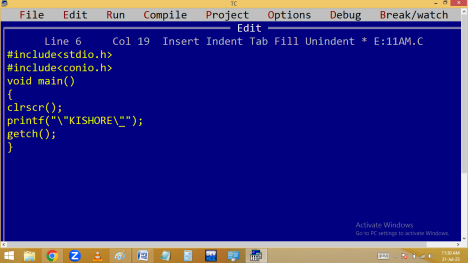 TC
File Edit Run Compile Project Options Debug Break/watch
Edit
Line 6 Col 19 Insert Indent Tab Fill Unindent * E:11AM.C
#include<stdio.h>
#include<conio.h>
void main()
{
clrscr();
printf("\"KISHORE\"");
getch();
}
Activate Windows
Go to PC settings to activate Windows.